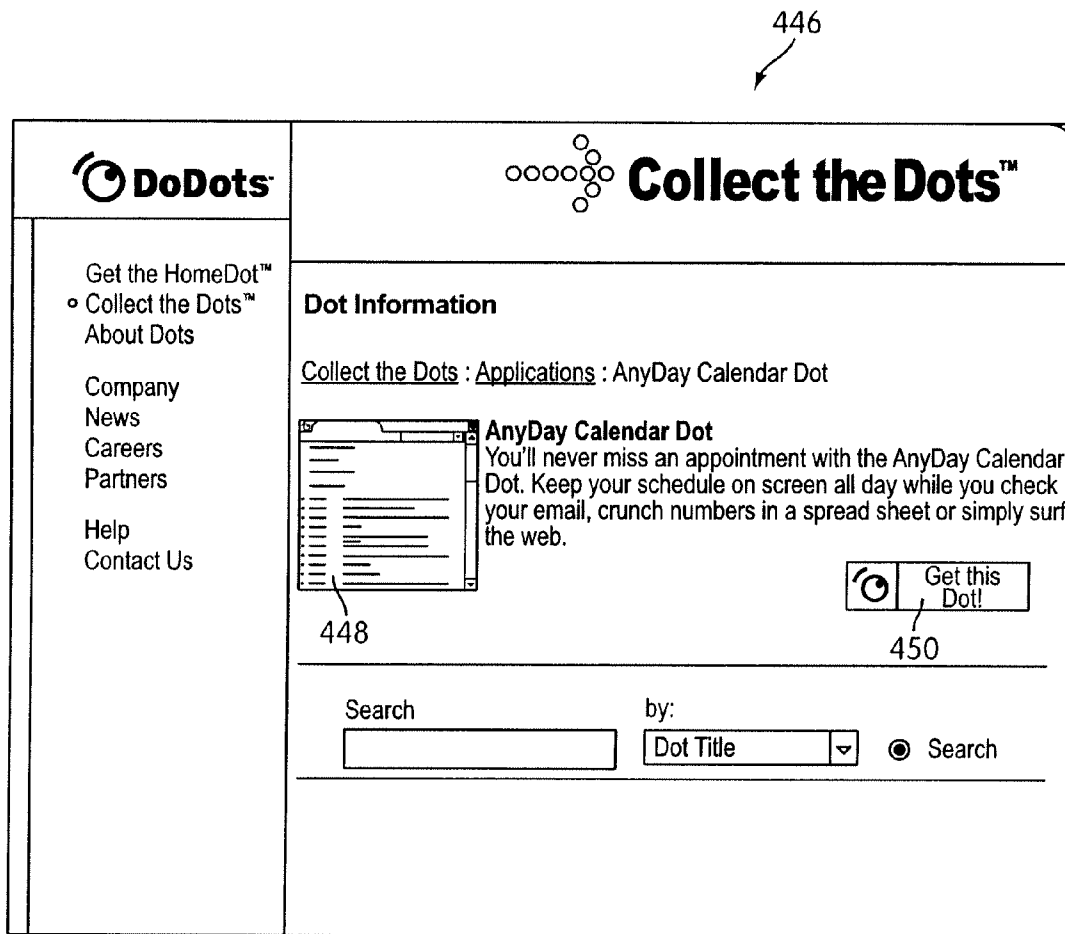 446
DoDots
Collect the Dots™
Get the HomeDot™
Collect the Dots™
About Dots
Company
News
Careers
Partners
Help
Contact Us
Dot Information
Collect the Dots : Applications : AnyDay Calendar Dot
AnyDay Calendar Dot
You'll never miss an appointment with the AnyDay Calendar
Dot. Keep your schedule on screen all day while you check
your email, crunch numbers in a spread sheet or simply surf
the web.
Get this
Dot!
448
450
Search
by:
Dot Title
Search